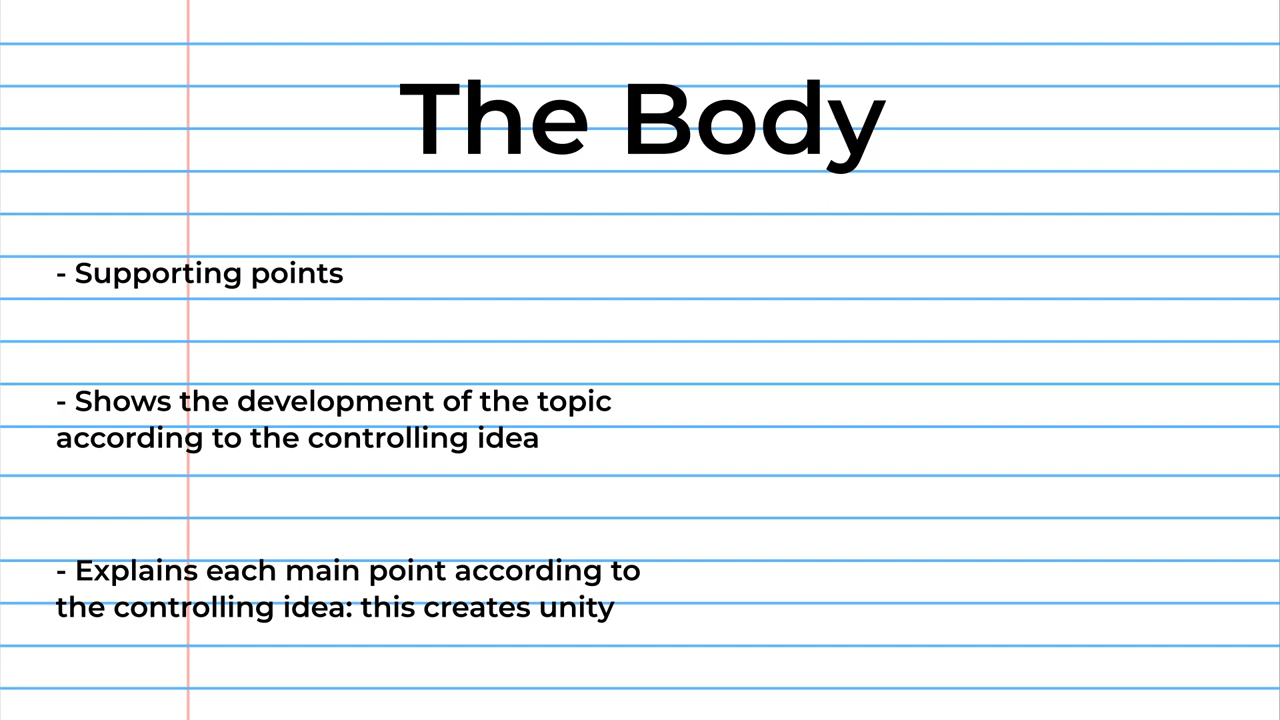 The Body
- Supporting points
- Shows the development of the topic
according to the controlling idea
- Explains each main point according to
the controlling idea: this creates unity